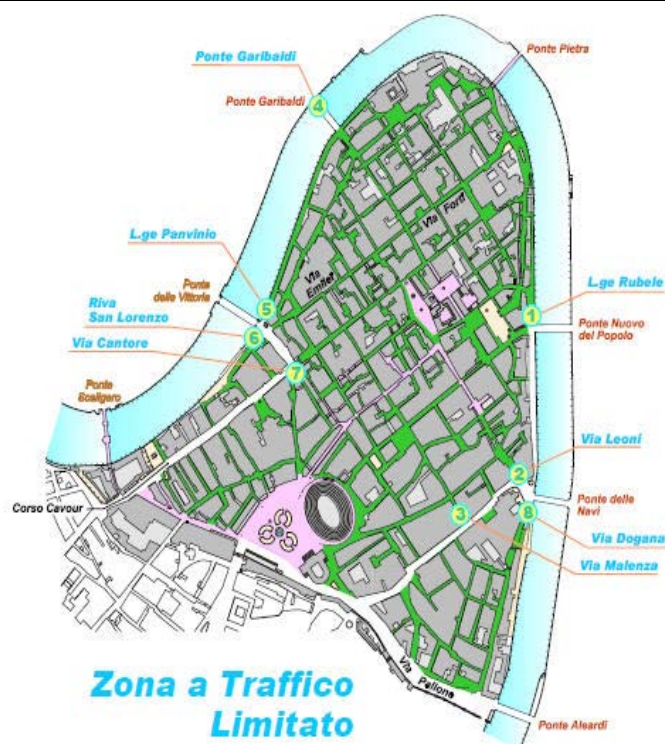 Ponte Pietra
Ponte Garibaldi
Ponte Garibaldi
4
Via Forti
L.ge Panvinio
Via
Emilei
Ponte
della Vittoria
L.ge Rubele
Riva
San Lorenzo
5
1
Ponte Nuovo
del Popolo
6
Via Cantore
7
Ponte
Scaligero
Via Leoni
2
Corso Cavour
3
8
Ponte delle
Navi
Via Dogana
Via Malenza
Via
Pallone
Zona a Traffico
Limitato
Ponte Aleardi